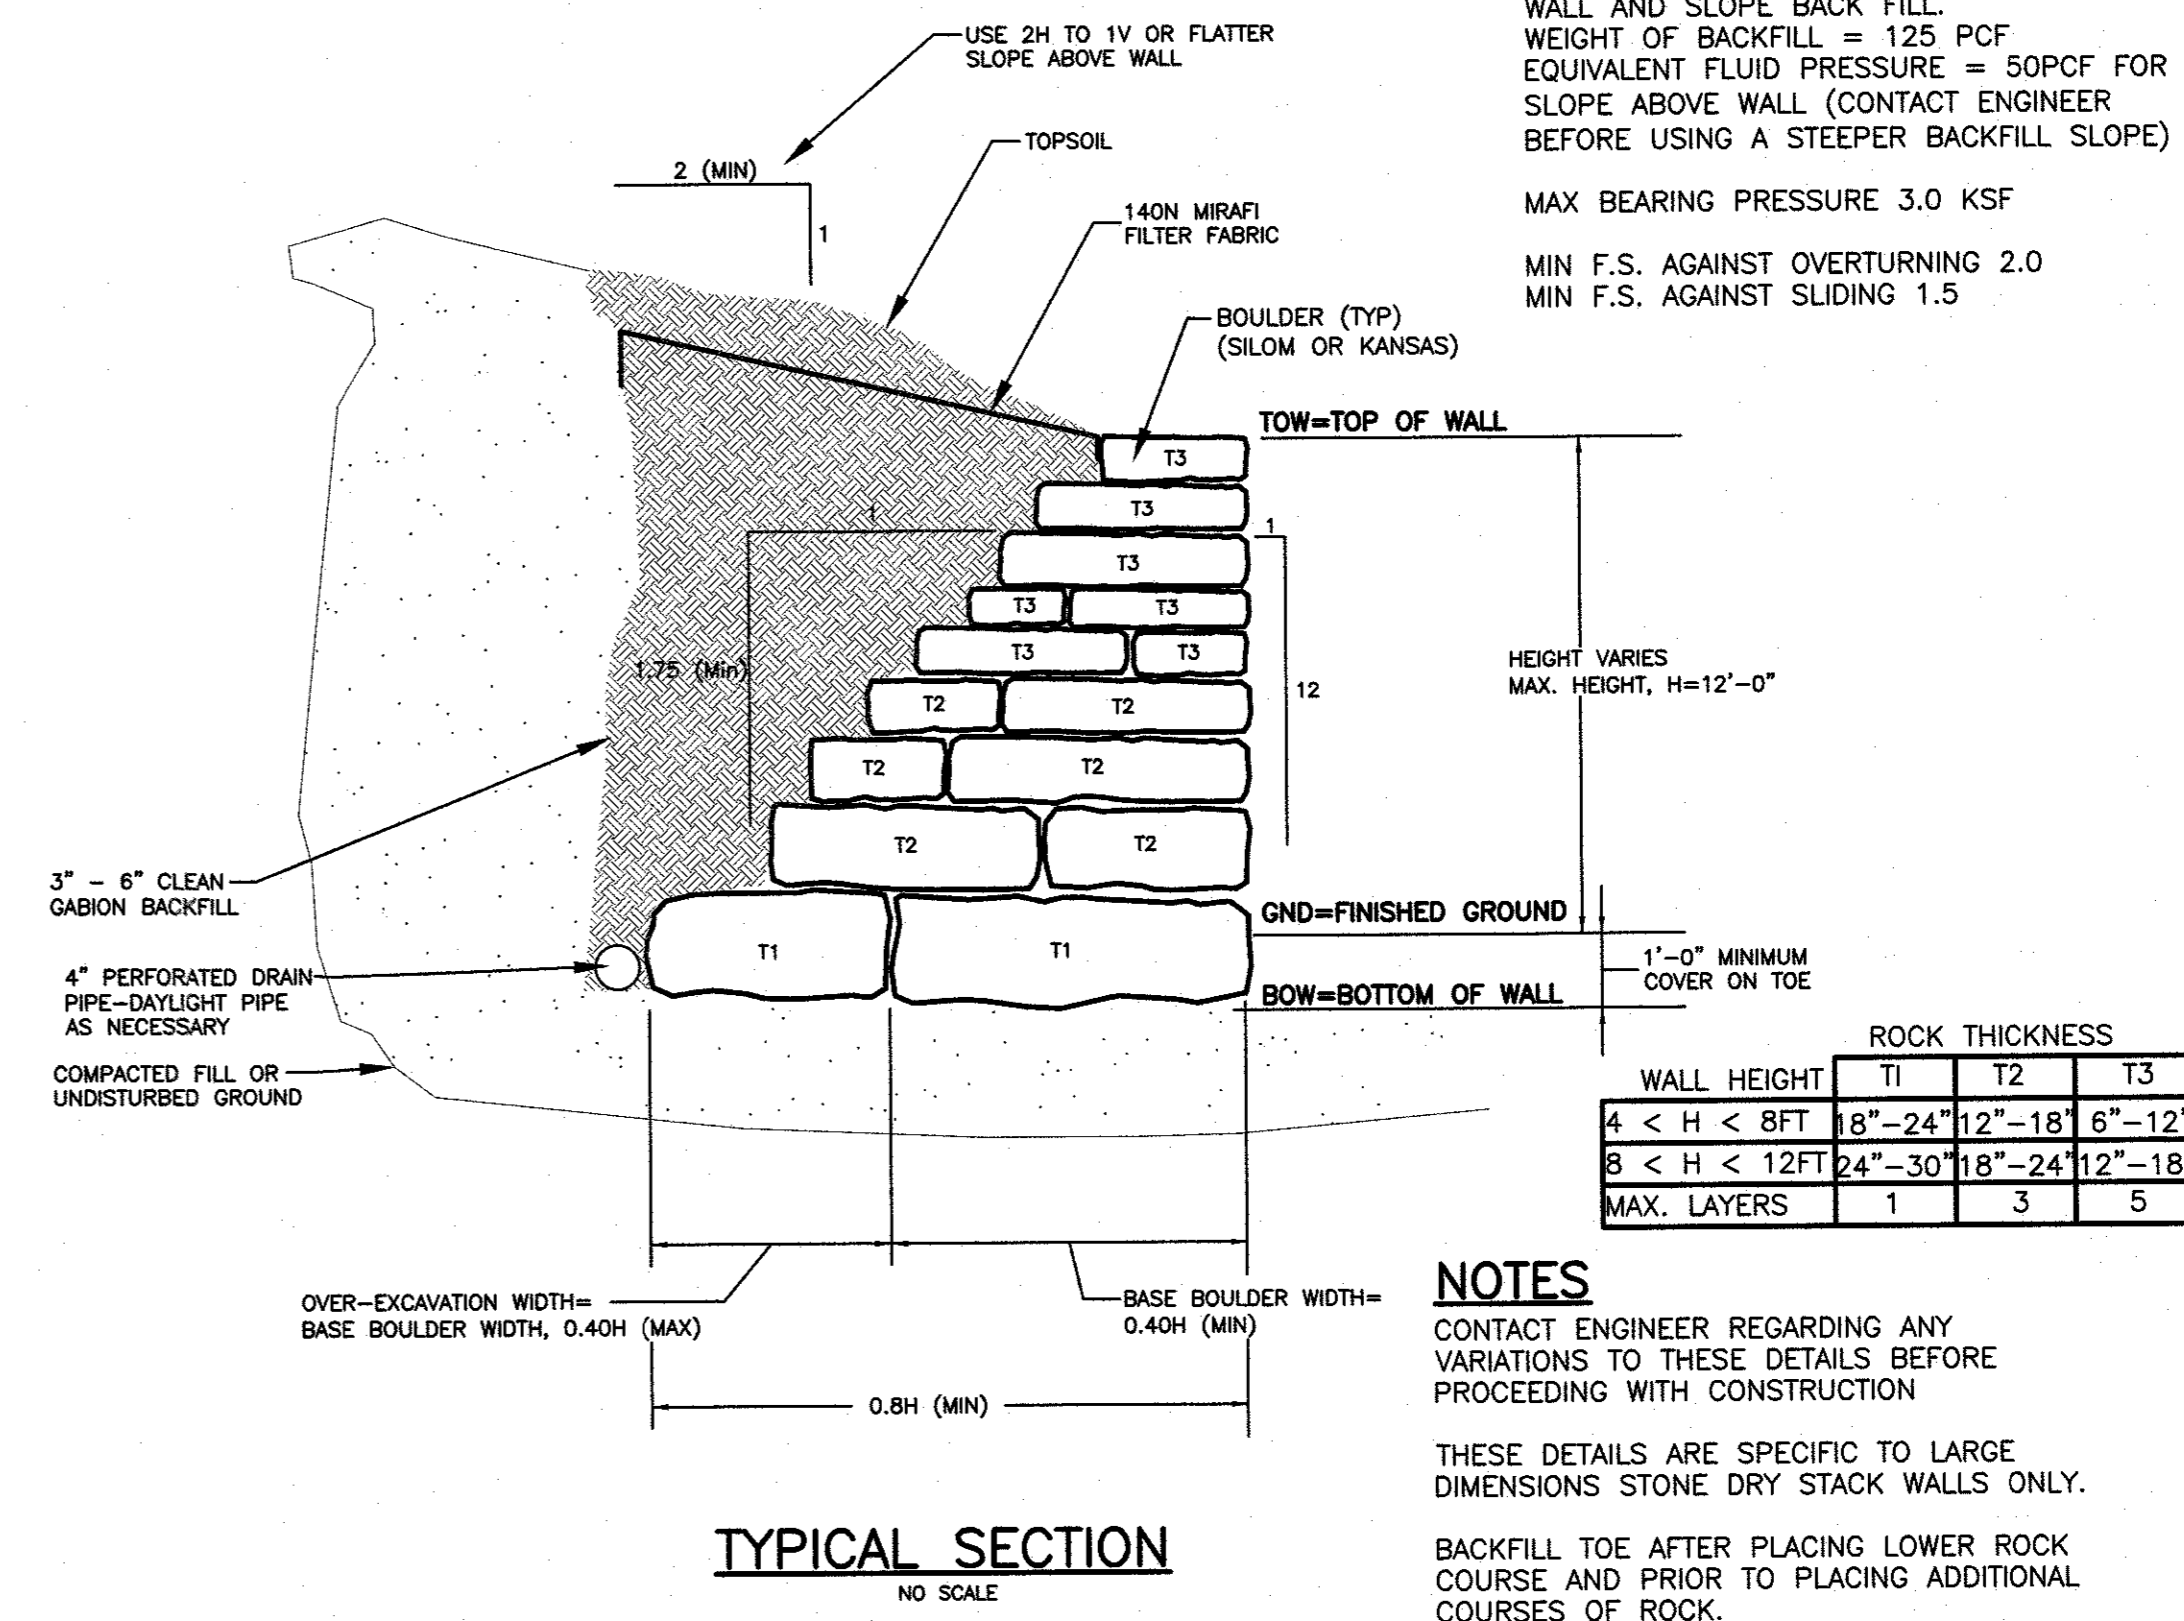 WALL AND SLOPE BACK FILL.
WEIGHT OF BACKFILL = 125 PCF
EQUIVALENT FLUID PRESSURE = 50PCF FOR
SLOPE ABOVE WALL (CONTACT ENGINEER
BEFORE USING A STEEPER BACKFILL SLOPE)
MAX BEARING PRESSURE 3.0 KSF
MIN F.S. AGAINST OVERTURNING 2.0
MIN F.S. AGAINST SLIDING 1.5
USE 2H TO 1V OR FLATTER
SLOPE ABOVE WALL
TOPSOIL
2 (MIN)
1
140N MIRAFI
FILTER FABRIC
BOULDER (TYP)
(SILOM OR KANSAS)
TOW=TOP OF WALL
T3
T3
1
1
T3
T3
T3
T3
T3
1.75 (Min)
HEIGHT VARIES
MAX. HEIGHT, H=12'-0"
T2
T2
12
T2
T2
T2
T2
3" - 6" CLEAN
GABION BACKFILL
GND=FINISHED GROUND
T1
T1
4" PERFORATED DRAIN
PIPE-DAYLIGHT PIPE
AS NECESSARY
1'-0" MINIMUM
COVER ON TOE
BOW=BOTTOM OF WALL
COMPACTED FILL OR
UNDISTURBED GROUND
ROCK THICKNESS
WALL HEIGHT T1 T2 T3
4 < H < 8FT 18"-24" 12"-18" 6"-12"
8 < H < 12FT 24"-30" 18"-24" 12"-18
MAX. LAYERS 1 3 5
OVER-EXCAVATION WIDTH=
BASE BOULDER WIDTH, 0.40H (MAX)
BASE BOULDER WIDTH=
0.40H (MIN)
0.8H (MIN)
NOTES
CONTACT ENGINEER REGARDING ANY
VARIATIONS TO THESE DETAILS BEFORE
PROCEEDING WITH CONSTRUCTION
THESE DETAILS ARE SPECIFIC TO LARGE
DIMENSIONS STONE DRY STACK WALLS ONLY.
BACKFILL TOE AFTER PLACING LOWER ROCK
COURSE AND PRIOR TO PLACING ADDITIONAL
COURSES OF ROCK.
TYPICAL SECTION
NO SCALE